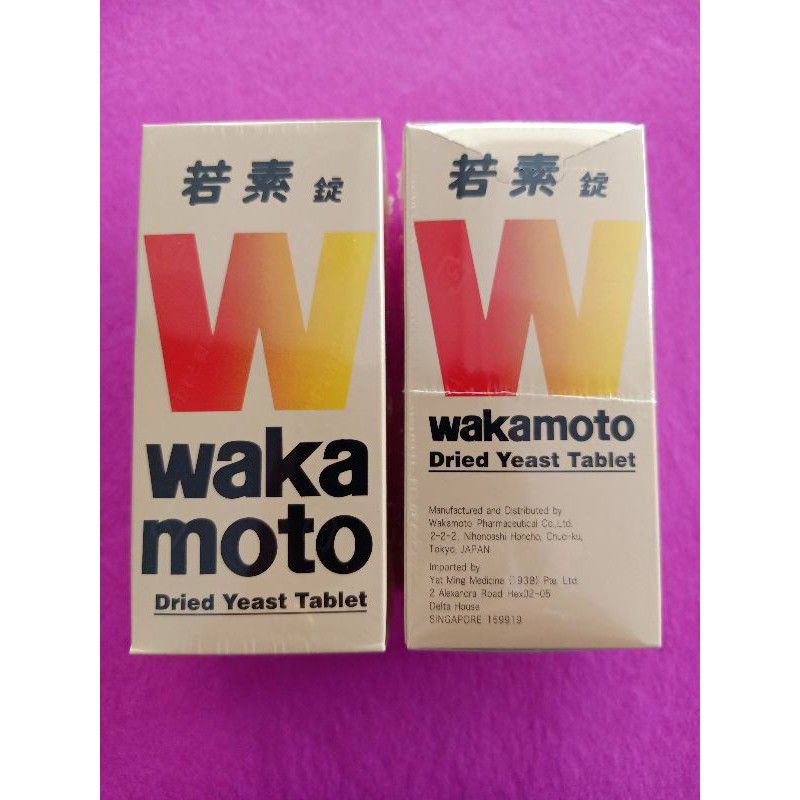 若素錠
W
waka
moto
Dried Yeast Tablet
若素錠
W
wakamoto
Dried Yeast Tablet
Manufactured and Distributed by
Wakamoto Pharmaceutical Co.,Ltd.
2-2-2, Nihonbashi Honcho, Chuo-ku,
Tokyo, JAPAN
Imported by
Yat Ming Medicine (1938) Pte. Ltd.
2 Alexandra Road Hex02-05
Delta House
SINGAPORE 159919